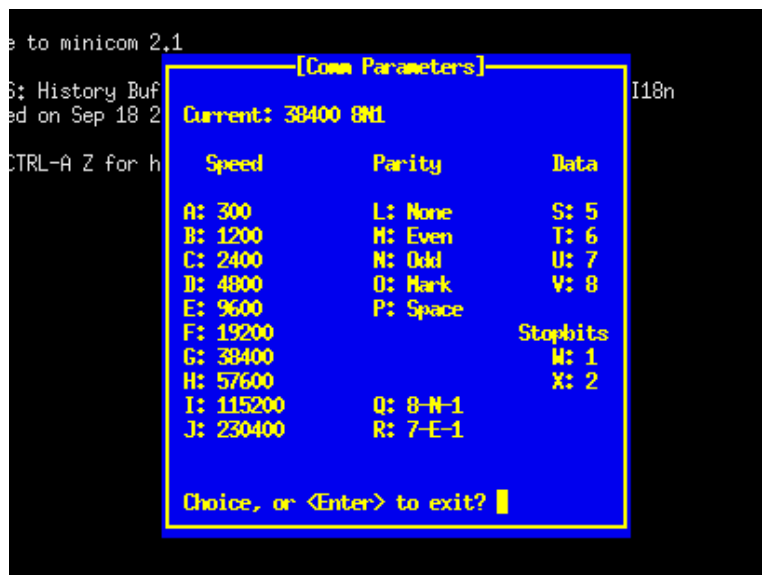 e to minicom 2.1
[Comm Parameters]
S: History Buf I18n
ed on Sep 18 2 Current: 38400 8N1
CTRL-A Z for h Speed Parity Data
A: 300 L: None S: 5
B: 1200 M: Even T: 6
C: 2400 N: Odd U: 7
D: 4800 O: Mark V: 8
E: 9600 P: Space
F: 19200 Stopbits
G: 38400 W: 1
H: 57600 X: 2
I: 115200 Q: 8-N-1
J: 230400 R: 7-E-1
Choice, or <Enter> to exit?